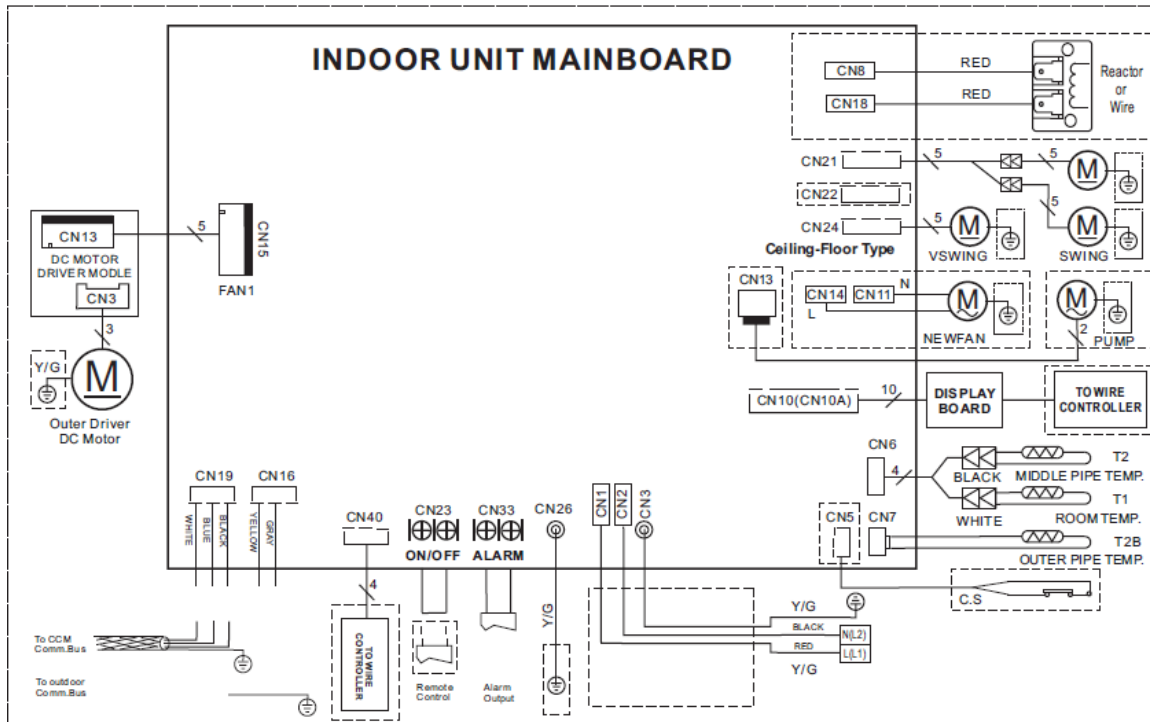 INDOOR UNIT MAINBOARD
CN8
RED
Reactor
or
Wire
CN18
RED
CN21
5
5
CN22
5
CN24
5
Ceiling-Floor Type
VSWING
SWING
CN13
DC MOTOR
DRIVER MODLE
CN3
5
CN15
FAN1
3
Y/G
M
Outer Driver
DC Motor
M
M
M
CN13
CN14
CN11
N
L
M
NEWFAN
M
2
PUMP
CN10(CN10A)
10
DISPLAY
BOARD
TO WIRE
CONTROLLER
CN6
4
BLACK
T2
MIDDLE PIPE TEMP.
WHITE
T1
ROOM TEMP.
CN5
CN7
T2B
OUTER PIPE TEMP.
C.S
CN19
CN16
WHITE
BLUE
BLACK
YELLOW
GRAY
CN40
4
TO WIRE
CONTROLLER
CN23
ON/OFF
Remote
Control
CN33
ALARM
Alarm
Output
CN26
Y/G
CN1
CN2
CN3
Y/G
BLACK
N(L2)
RED
L(L1)
Y/G
To CCM
Comm.Bus
To outdoor
Comm.Bus